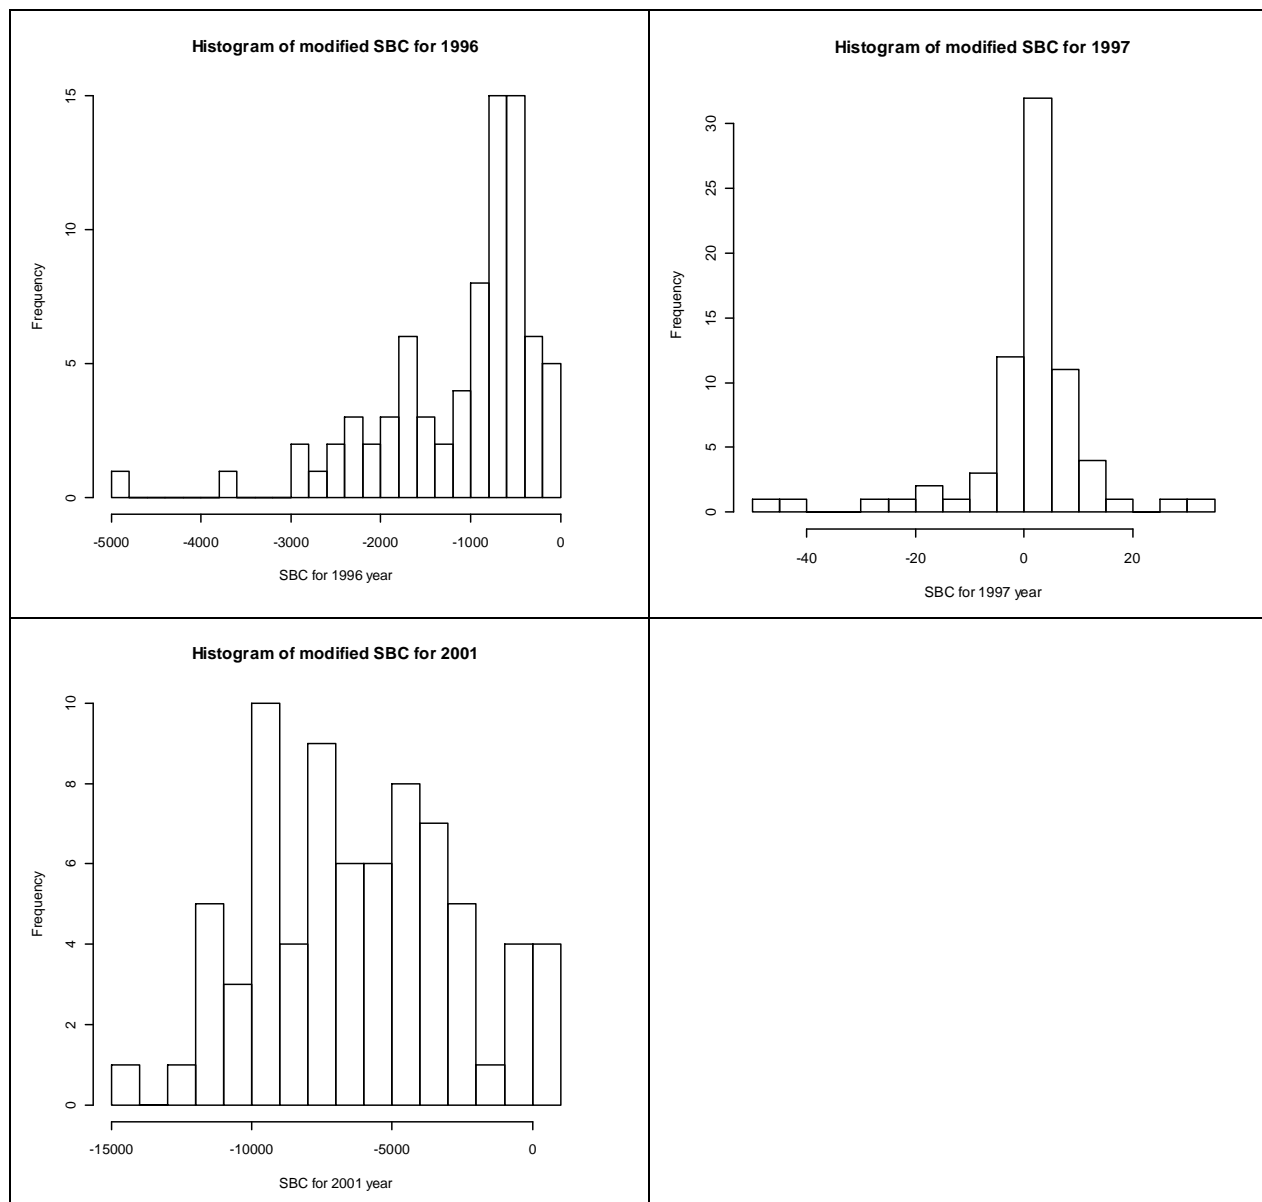 Histogram of modified SBC for 1996
15
10
5
0
Frequency
-5000 -4000 -3000 -2000 -1000 0
SBC for 1996 year
Histogram of modified SBC for 1997
30
25
20
15
10
5
0
Frequency
-40 -20 0 20
SBC for 1997 year
Histogram of modified SBC for 2001
10
8
6
4
2
0
Frequency
-15000 -10000 -5000 0
SBC for 2001 year